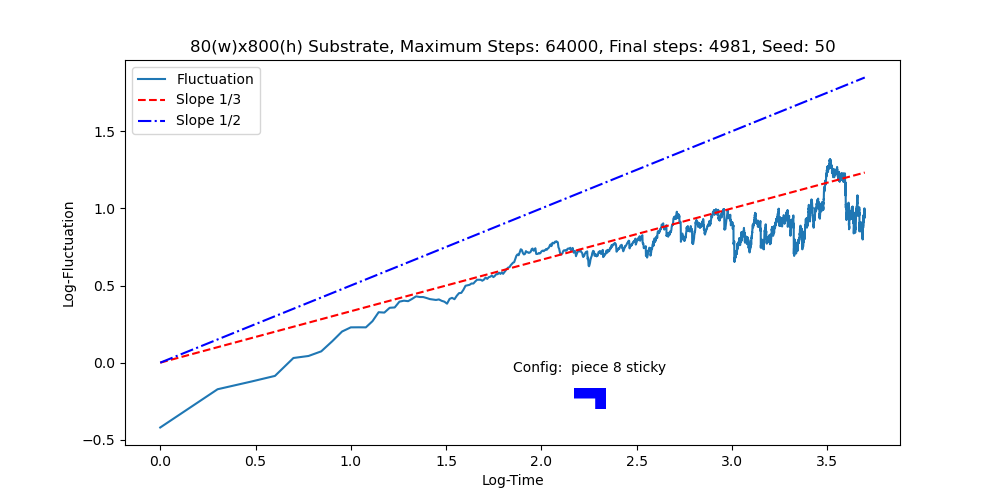 80(w)x800(h) Substrate, Maximum Steps: 64000, Final steps: 4981, Seed: 50
Fluctuation
Slope 1/3
Slope 1/2
1.5
1.0
0.5
0.0
−0.5
Log-Fluctuation
Config:  piece 8 sticky
0.0 0.5 1.0 1.5 2.0 2.5 3.0 3.5
Log-Time